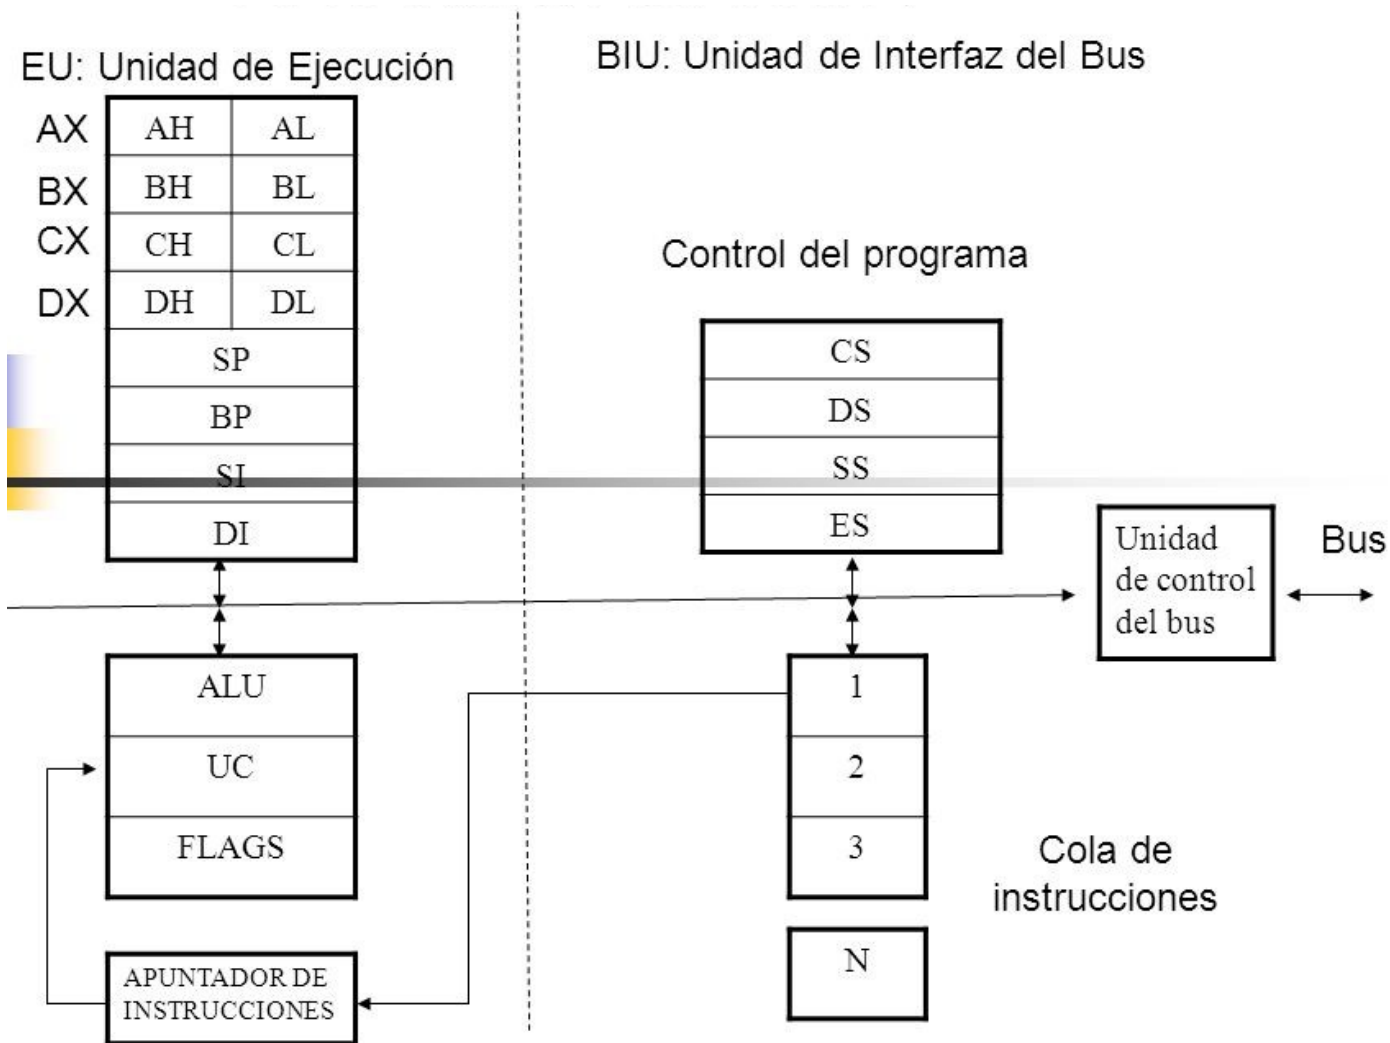 EU: Unidad de Ejecución
AX AH AL
BX BH BL
CX CH CL
DX DH DL
SP
BP
SI
DI
ALU
UC
FLAGS
APUNTADOR DE
INSTRUCCIONES
BIU: Unidad de Interfaz del Bus
Control del programa
CS
DS
SS
ES
Unidad
de control
del bus
Bus
1
2
3
N
Cola de
instrucciones